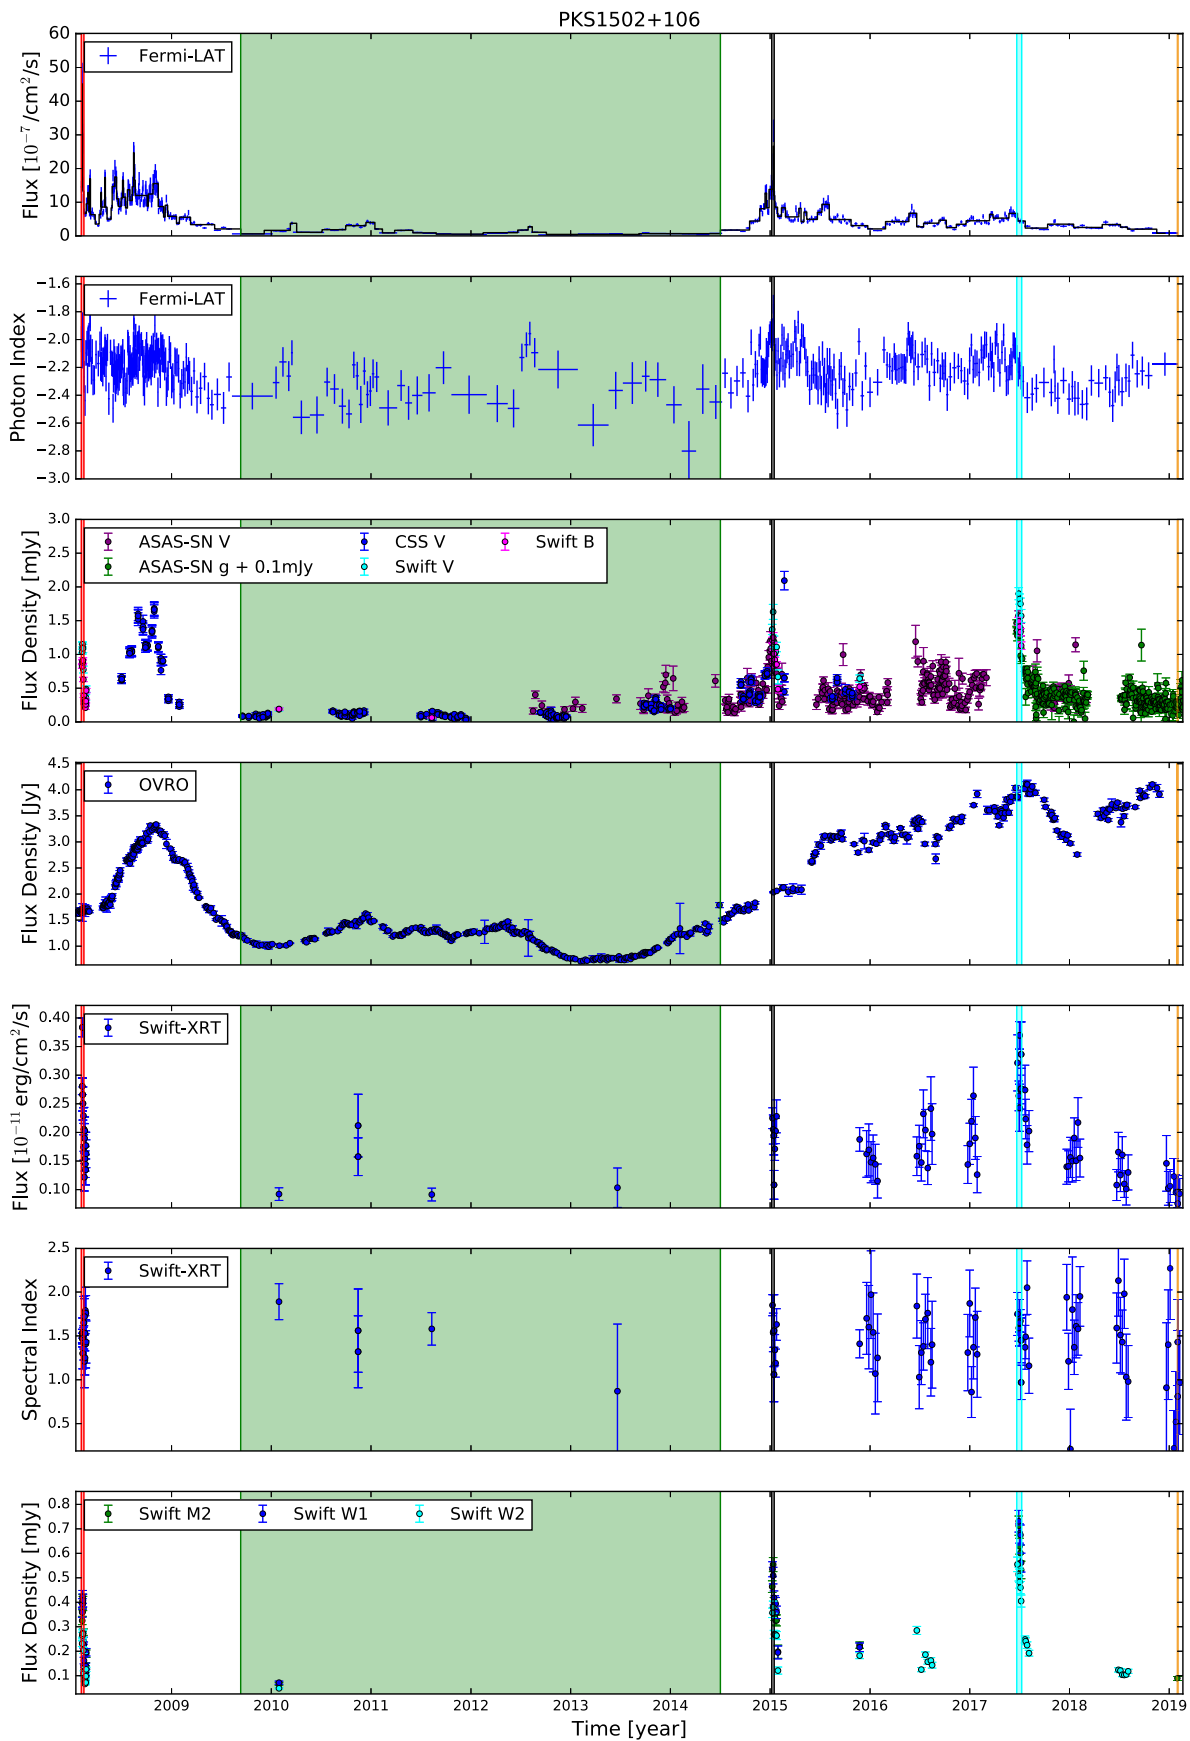 PKS1502+106
Flux [10⁻⁷/cm²/s]
60
50
40
30
20
10
0
Fermi-LAT
Photon Index
−1.6
−1.8
−2.0
−2.2
−2.4
−2.6
−2.8
−3.0
Fermi-LAT
Flux Density [mJy]
3.0
2.5
2.0
1.5
1.0
0.5
0.0
ASAS-SN V
CSS V
Swift B
ASAS-SN g + 0.1mJy
Swift V
Flux Density [Jy]
4.5
4.0
3.5
3.0
2.5
2.0
1.5
1.0
OVRO
Flux [10⁻¹¹ erg/cm²/s]
0.40
0.35
0.30
0.25
0.20
0.15
0.10
Swift-XRT
Spectral Index
2.5
2.0
1.5
1.0
0.5
Swift-XRT
Flux Density [mJy]
0.8
0.7
0.6
0.5
0.4
0.3
0.2
0.1
Swift M2
Swift W1
Swift W2
2009
2010
2011
2012
2013
2014
2015
2016
2017
2018
2019
Time [year]